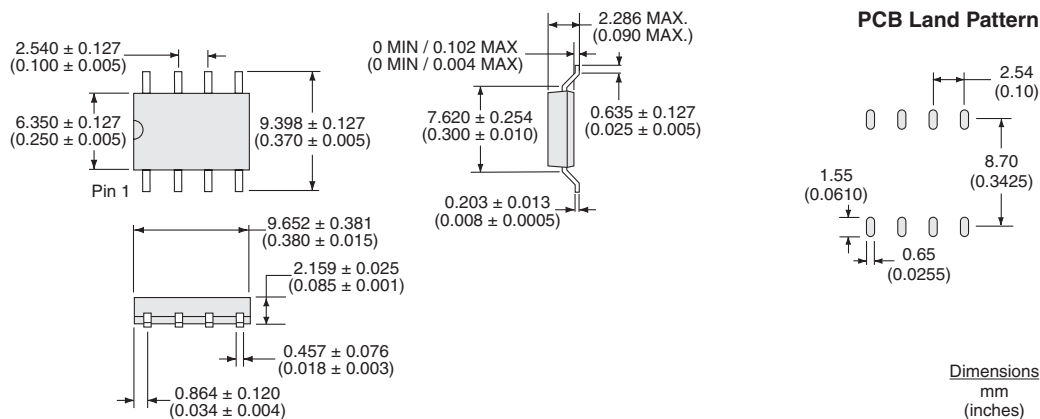 2.286 MAX.
(0.090 MAX.)
PCB Land Pattern
2.540 ± 0.127
(0.100 ± 0.005)
0 MIN / 0.102 MAX
(0 MIN / 0.004 MAX)
2.54
(0.10)
6.350 ± 0.127
(0.250 ± 0.005)
9.398 ± 0.127
(0.370 ± 0.005)
7.620 ± 0.254
(0.300 ± 0.010)
0.635 ± 0.127
(0.025 ± 0.005)
8.70
(0.3425)
Pin 1
1.55
(0.0610)
0.203 ± 0.013
(0.008 ± 0.0005)
9.652 ± 0.381
(0.380 ± 0.015)
0.65
(0.0255)
2.159 ± 0.025
(0.085 ± 0.001)
0.457 ± 0.076
(0.018 ± 0.003)
0.864 ± 0.120
(0.034 ± 0.004)
Dimensions
mm
(inches)